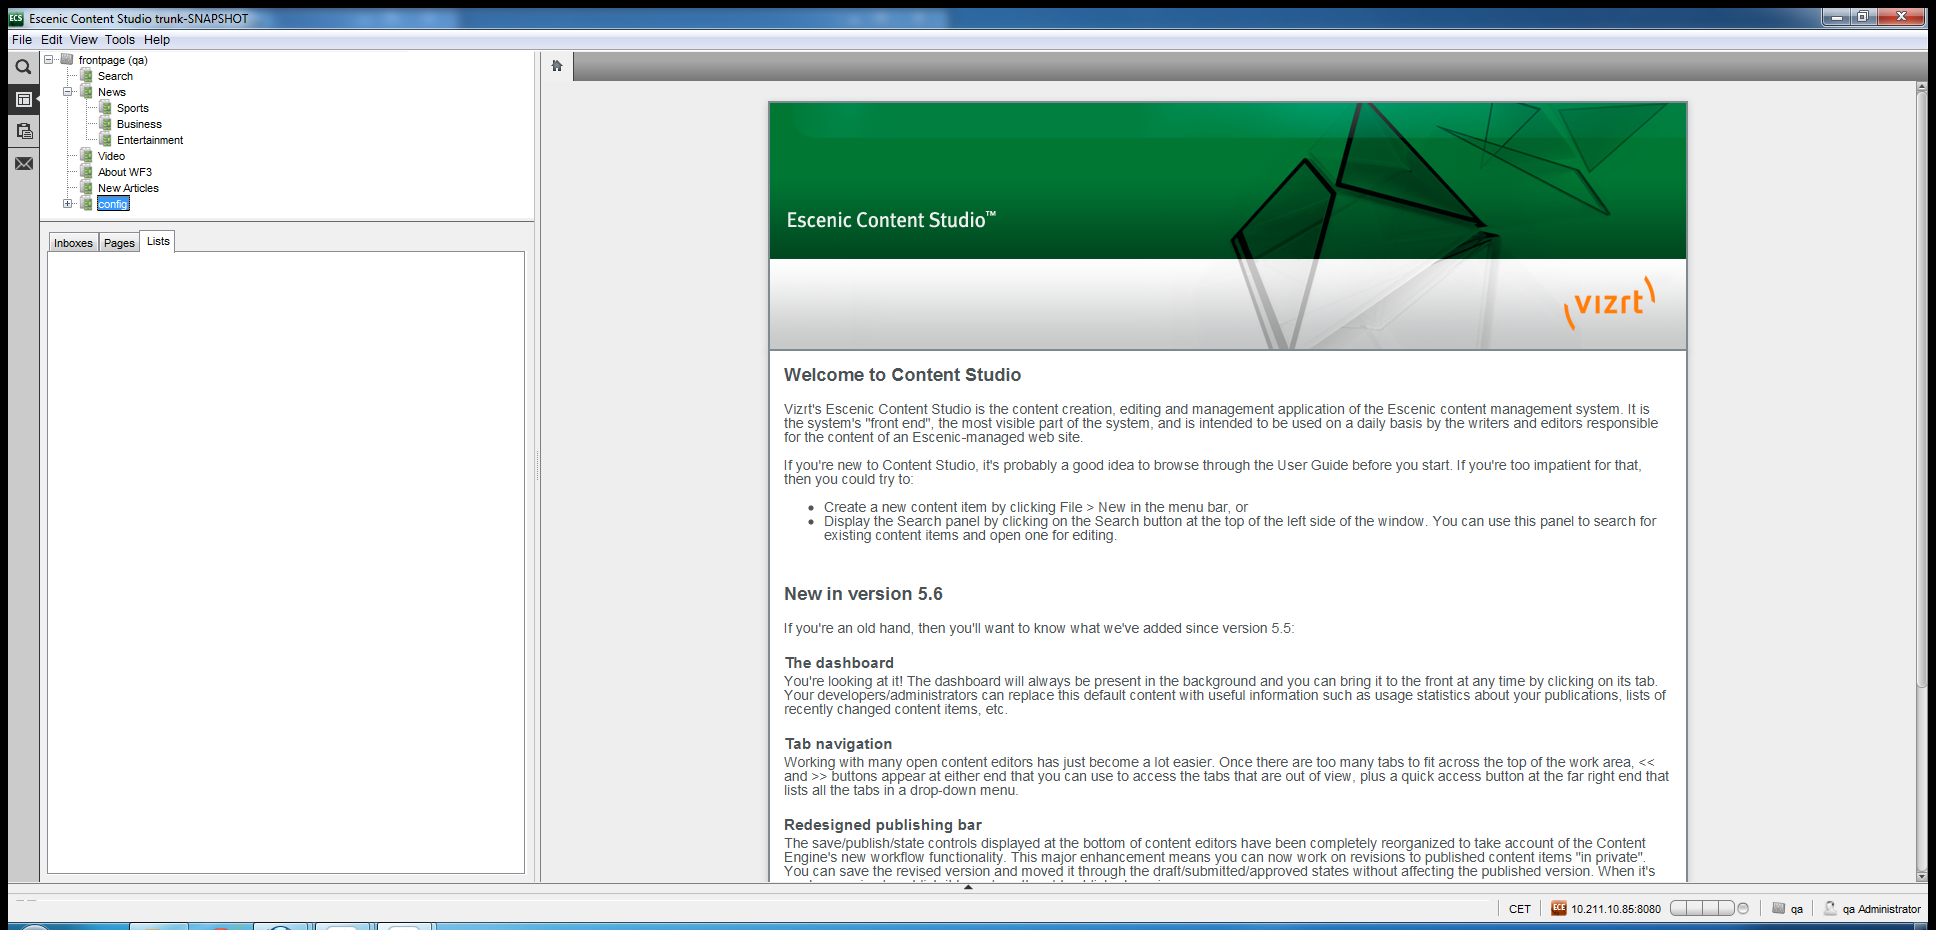 ECS Escenic Content Studio trunk-SNAPSHOT
File Edit View Tools Help
frontpage (qa)
Search
News
Sports
Business
Entertainment
Video
About WF3
New Articles
config
Inboxes Pages Lists
Escenic Content Studio™
vizrt
Welcome to Content Studio
Vizrt's Escenic Content Studio is the content creation, editing and management application of the Escenic content management system. It is
the system's "front end", the most visible part of the system, and is intended to be used on a daily basis by the writers and editors responsible
for the content of an Escenic-managed web site.
If you're new to Content Studio, it's probably a good idea to browse through the User Guide before you start. If you're too impatient for that,
then you could try to:
• Create a new content item by clicking File > New in the menu bar, or
• Display the Search panel by clicking on the Search button at the top of the left side of the window. You can use this panel to search for
existing content items and open one for editing.
New in version 5.6
If you're an old hand, then you'll want to know what we've added since version 5.5:
The dashboard
You're looking at it! The dashboard will always be present in the background and you can bring it to the front at any time by clicking on its tab.
Your developers/administrators can replace this default content with useful information such as usage statistics about your publications, lists of
recently changed content items, etc.
Tab navigation
Working with many open content editors has just become a lot easier. Once there are too many tabs to fit across the top of the work area, <<
and >> buttons appear at either end that you can use to access the tabs that are out of view, plus a quick access button at the far right end that
lists all the tabs in a drop-down menu.
Redesigned publishing bar
The save/publish/state controls displayed at the bottom of content editors have been completely reorganized to take account of the Content
Engine's new workflow functionality. This major enhancement means you can now work on revisions to published content items "in private".
You can save the revised version and moved it through the draft/submitted/approved states without affecting the published version. When it's
CET ECE 10.211.10.85:8080 qa qa Administrator